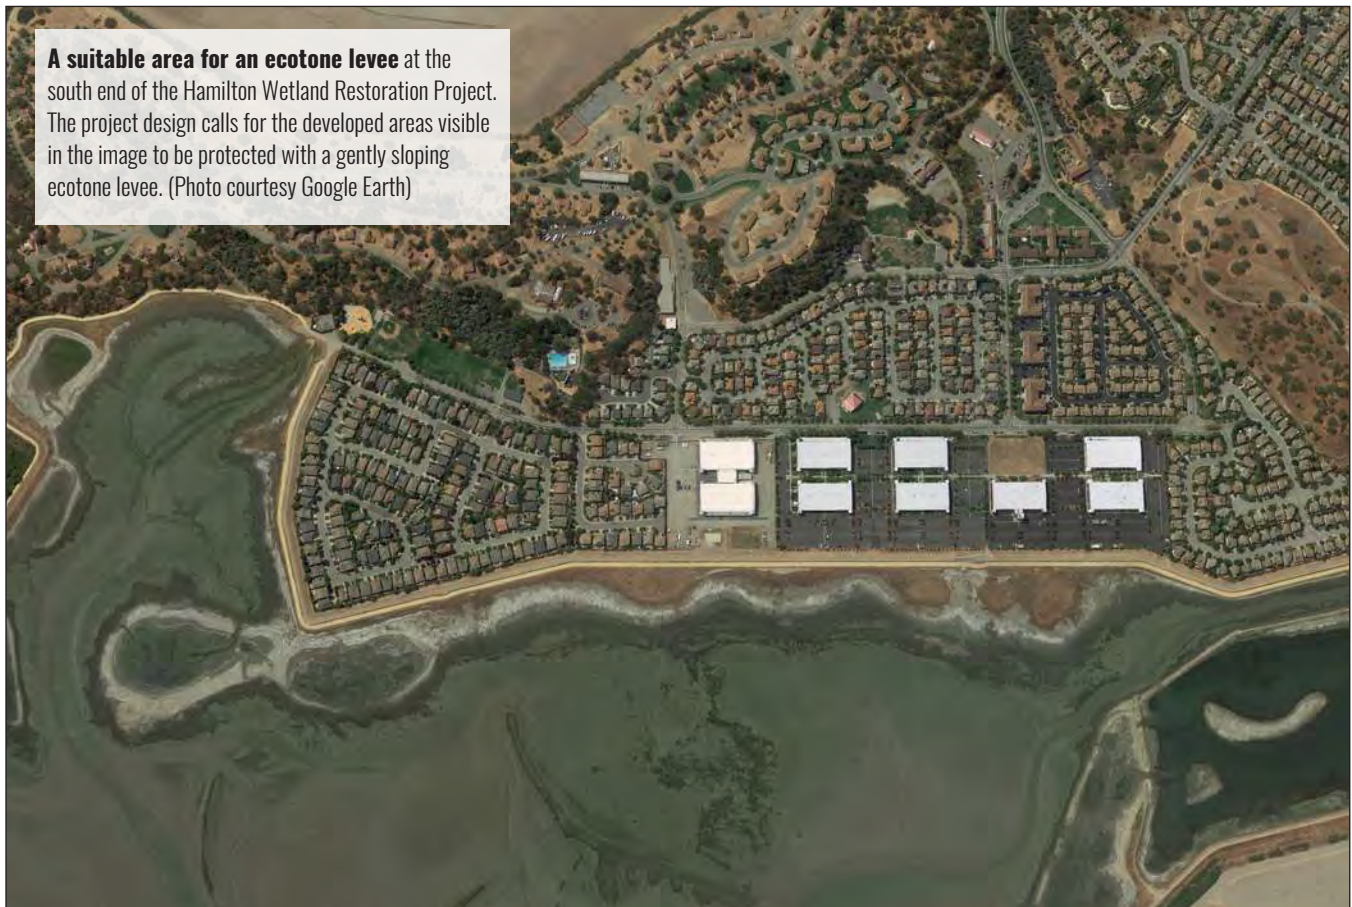 A suitable area for an ecotone levee at the
south end of the Hamilton Wetland Restoration Project.
The project design calls for the developed areas visible
in the image to be protected with a gently sloping
ecotone levee. (Photo courtesy Google Earth)